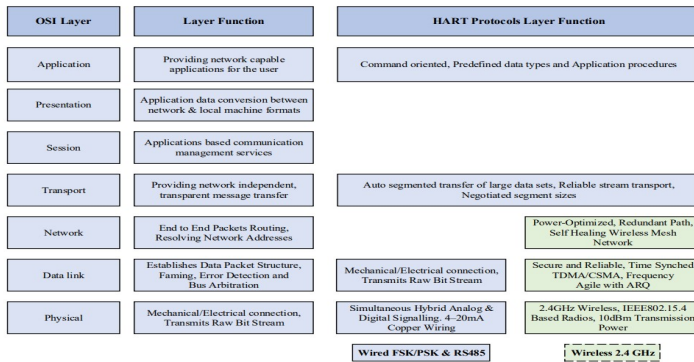 OSI Layer
Layer Function
HART Protocols Layer Function
Application
Providing network capable
applications for the user
Command oriented, Predefined data types and Application procedures
Presentation
Application data conversion between
network & local machine formats
Session
Applications based communication
management services
Transport
Providing network independent,
transparent message transfer
Auto segmented transfer of large data sets, Reliable stream transport,
Negotiated segment sizes
Network
End to End Packets Routing,
Resolving Network Addresses
Power-Optimized, Redundant Path,
Self Healing Wireless Mesh
Network
Data link
Establishes Data Packet Structure,
Faming, Error Detection and
Bus Arbitration
Mechanical/Electrical connection,
Transmits Raw Bit Stream
Secure and Reliable, Time Synched
TDMA/CSMA, Frequency
Agile with ARQ
Physical
Mechanical/Electrical connection,
Transmits Raw Bit Stream
Simultaneous Hybrid Analog &
Digital Signalling. 4–20mA
Copper Wiring
2.4GHz Wireless, IEEE802.15.4
Based Radios, 10dBm Transmission
Power
Wired FSK/PSK & RS485
Wireless 2.4 GHz